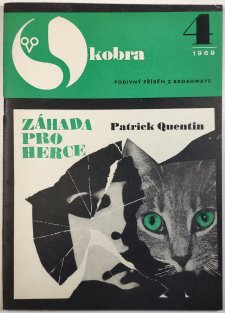 kobra
4
1969
PODIVNÝ PŘÍBĚH Z BROADWAYE
ZÁHADA
PRO
HERCE
Patrick Quentin